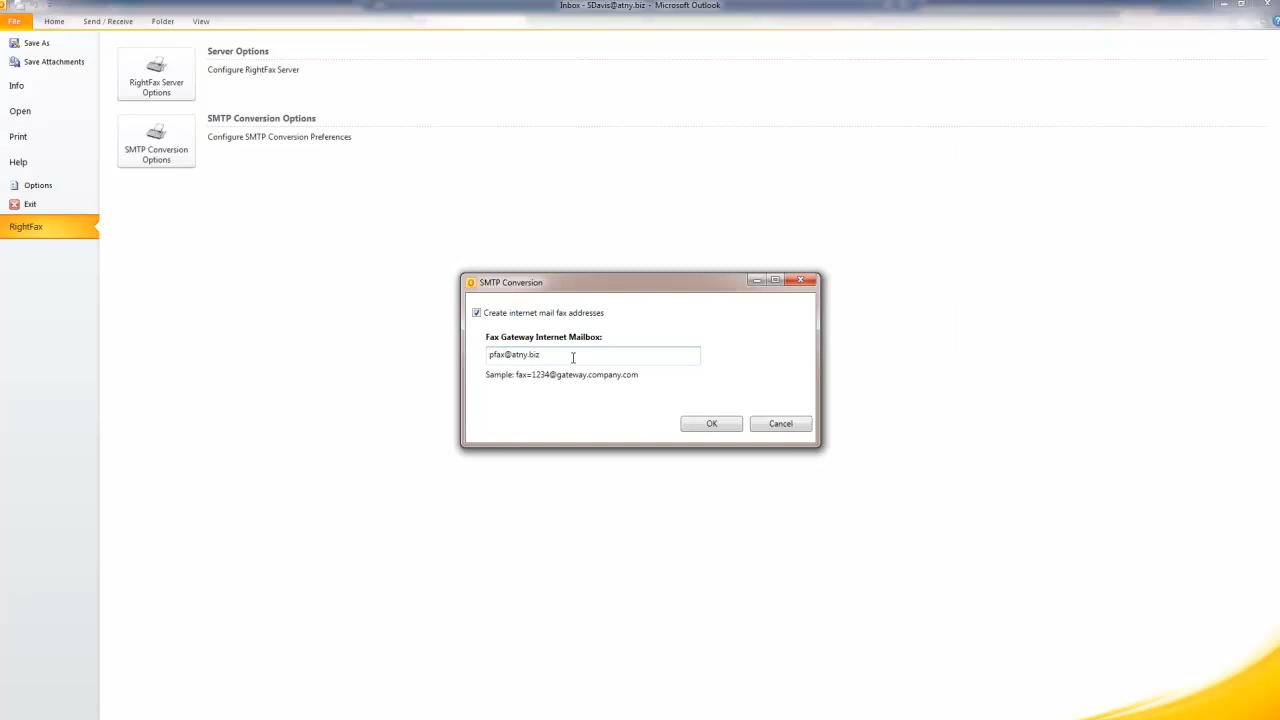 Inbox - SDavis@atny.biz - Microsoft Outlook
File Home Send / Receive Folder View
Save As
Save Attachments
Info
Open
Print
Help
Options
Exit
RightFax
RightFax Server
Options
Server Options
Configure RightFax Server
SMTP Conversion
Options
SMTP Conversion Options
Configure SMTP Conversion Preferences
SMTP Conversion
Create internet mail fax addresses
Fax Gateway Internet Mailbox:
pfax@atny.biz
Sample: fax=1234@gateway.company.com
OK Cancel